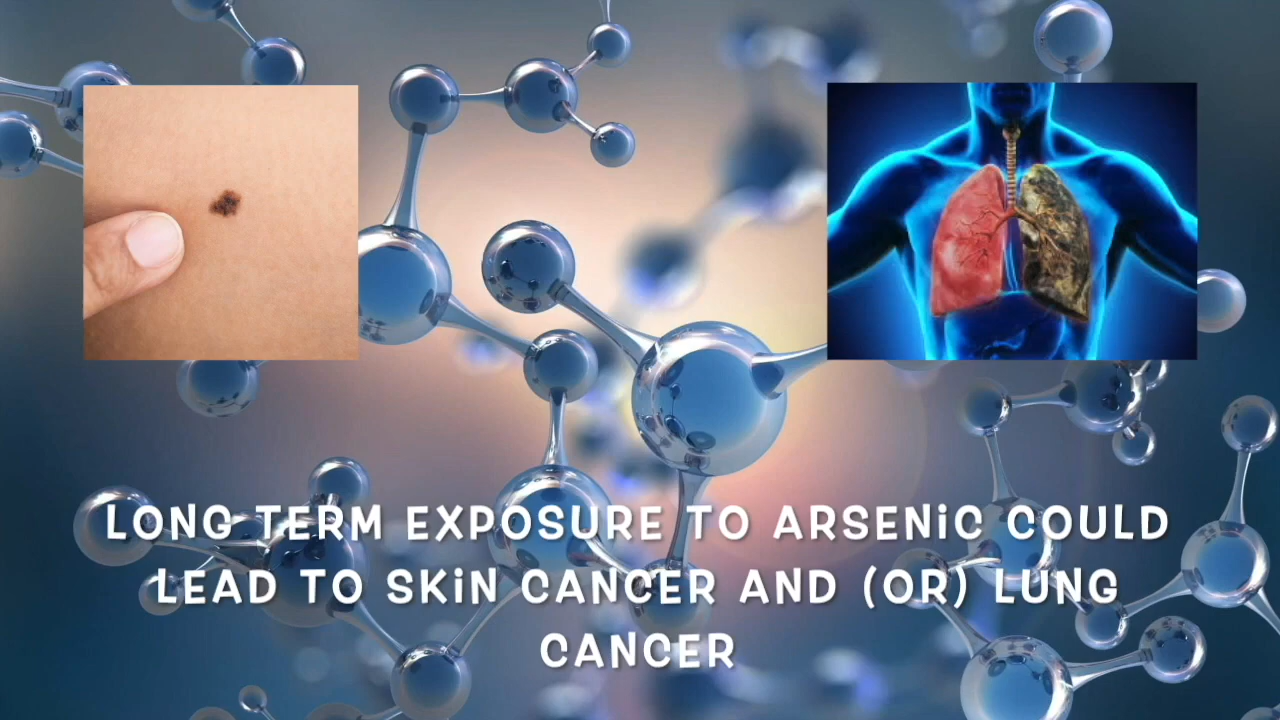 LONG TERM EXPOSURE TO ARSENiC COULD
LEAD TO SKiN CANCER AND (OR) LUNG
CANCER